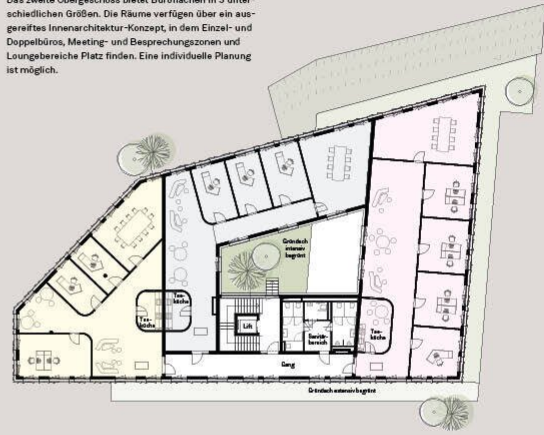 Das zweite Obergeschoss bietet Büroflächen in 3 unter-
schiedlichen Größen. Die Räume verfügen über ein aus-
gereiftes Innenarchitektur-Konzept, in dem Einzel- und
Doppelbüros, Meeting- und Besprechungszonen und
Loungebereiche Platz finden. Eine individuelle Planung
ist möglich.
Gründach
intensiv
begrünt
Tee-
küche
Tee-
küche
Lift
Sanitär-
bereich
Tee-
küche
Gang
Gründach extensiv begrünt